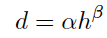 d = αh^β